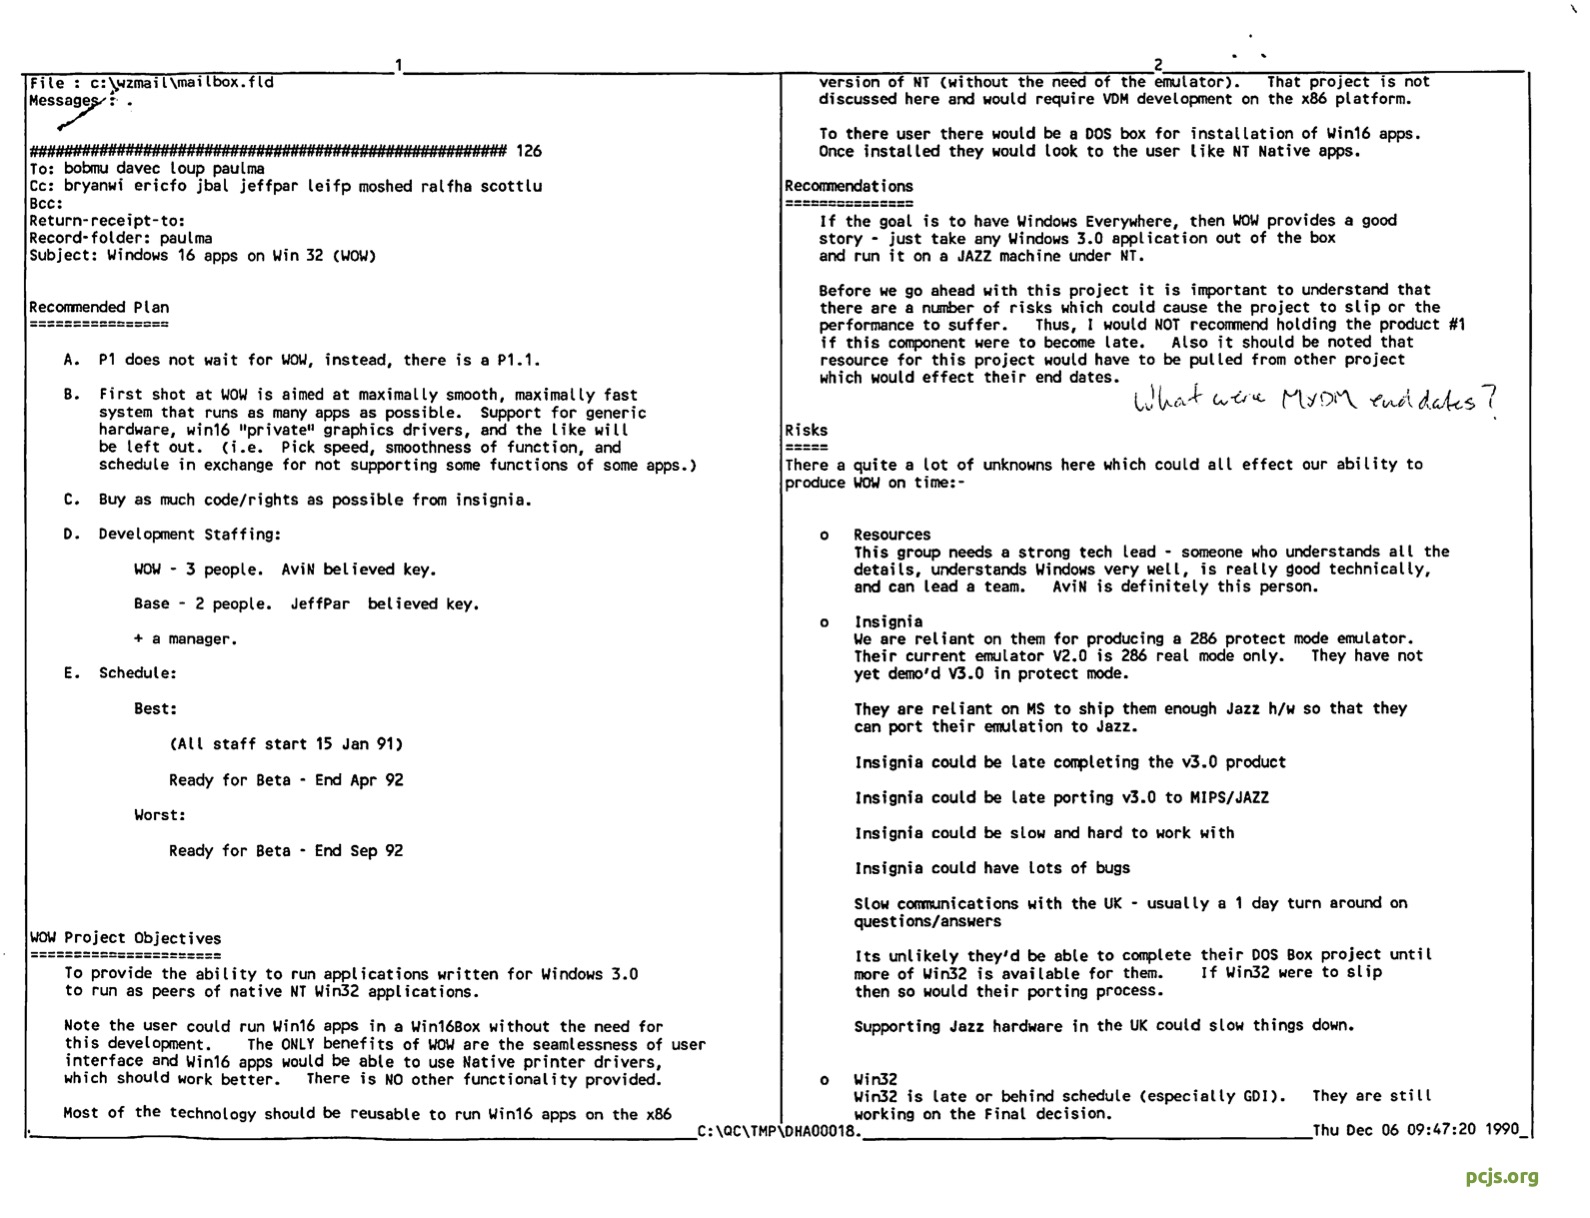 1
File : c:\wzmail\mailbox.fld
Messages : .
####################################################### 126
To: bobmu davec loup paulma
Cc: bryanwi ericfo jbal jeffpar leifp moshed ralfha scottlu
Bcc:
Return-receipt-to:
Record-folder: paulma
Subject: Windows 16 apps on Win 32 (WOW)
Recommended Plan
================
A. P1 does not wait for WOW, instead, there is a P1.1.
B. First shot at WOW is aimed at maximally smooth, maximally fast
system that runs as many apps as possible. Support for generic
hardware, win16 "private" graphics drivers, and the like will
be left out. (i.e. Pick speed, smoothness of function, and
schedule in exchange for not supporting some functions of some apps.)
C. Buy as much code/rights as possible from insignia.
D. Development Staffing:
WOW - 3 people. AviN believed key.
Base - 2 people. JeffPar believed key.
+ a manager.
E. Schedule:
Best:
(All staff start 15 Jan 91)
Ready for Beta - End Apr 92
Worst:
Ready for Beta - End Sep 92
WOW Project Objectives
======================
To provide the ability to run applications written for Windows 3.0
to run as peers of native NT Win32 applications.
Note the user could run Win16 apps in a Win16Box without the need for
this development. The ONLY benefits of WOW are the seamlessness of user
interface and Win16 apps would be able to use Native printer drivers,
which should work better. There is NO other functionality provided.
Most of the technology should be reusable to run Win16 apps on the x86
2
version of NT (without the need of the emulator). That project is not
discussed here and would require VDM development on the x86 platform.
To there user there would be a DOS box for installation of Win16 apps.
Once installed they would look to the user like NT Native apps.
Recommendations
===============
If the goal is to have Windows Everywhere, then WOW provides a good
story - just take any Windows 3.0 application out of the box
and run it on a JAZZ machine under NT.
Before we go ahead with this project it is important to understand that
there are a number of risks which could cause the project to slip or the
performance to suffer. Thus, I would NOT recommend holding the product #1
if this component were to become late. Also it should be noted that
resource for this project would have to be pulled from other project
which would effect their end dates.
What were MVDM end dates?
Risks
=====
There a quite a lot of unknowns here which could all effect our ability to
produce WOW on time:-
o Resources
This group needs a strong tech lead - someone who understands all the
details, understands Windows very well, is really good technically,
and can lead a team. AviN is definitely this person.
o Insignia
We are reliant on them for producing a 286 protect mode emulator.
Their current emulator V2.0 is 286 real mode only. They have not
yet demo'd V3.0 in protect mode.
They are reliant on MS to ship them enough Jazz h/w so that they
can port their emulation to Jazz.
Insignia could be late completing the v3.0 product
Insignia could be late porting v3.0 to MIPS/JAZZ
Insignia could be slow and hard to work with
Insignia could have lots of bugs
Slow communications with the UK - usually a 1 day turn around on
questions/answers
Its unlikely they'd be able to complete their DOS Box project until
more of Win32 is available for them. If Win32 were to slip
then so would their porting process.
Supporting Jazz hardware in the UK could slow things down.
o Win32
Win32 is late or behind schedule (especially GDI). They are still
working on the Final decision.
C:\QC\TMP\DHA00018.
Thu Dec 06 09:47:20 1990
pcjs.org